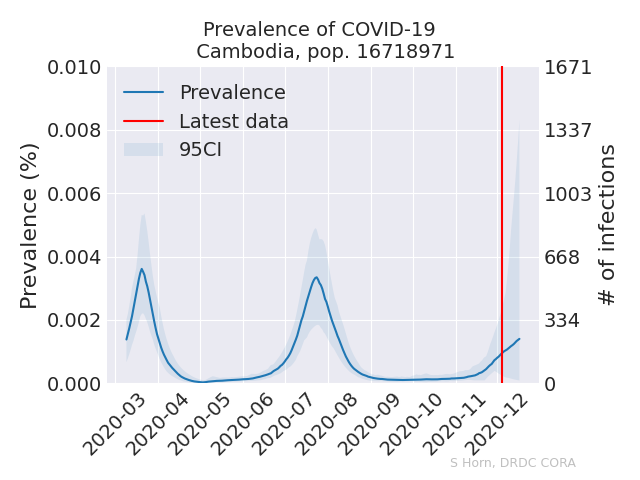 Prevalence of COVID-19
Cambodia, pop. 16718971
0.010
0.008
0.006
0.004
0.002
0.000
Prevalence (%)
Prevalence
Latest data
95CI
1671
1337
1003
668
334
0
# of infections
2020-03
2020-04
2020-05
2020-06
2020-07
2020-08
2020-09
2020-10
2020-11
2020-12
S Horn, DRDC CORA